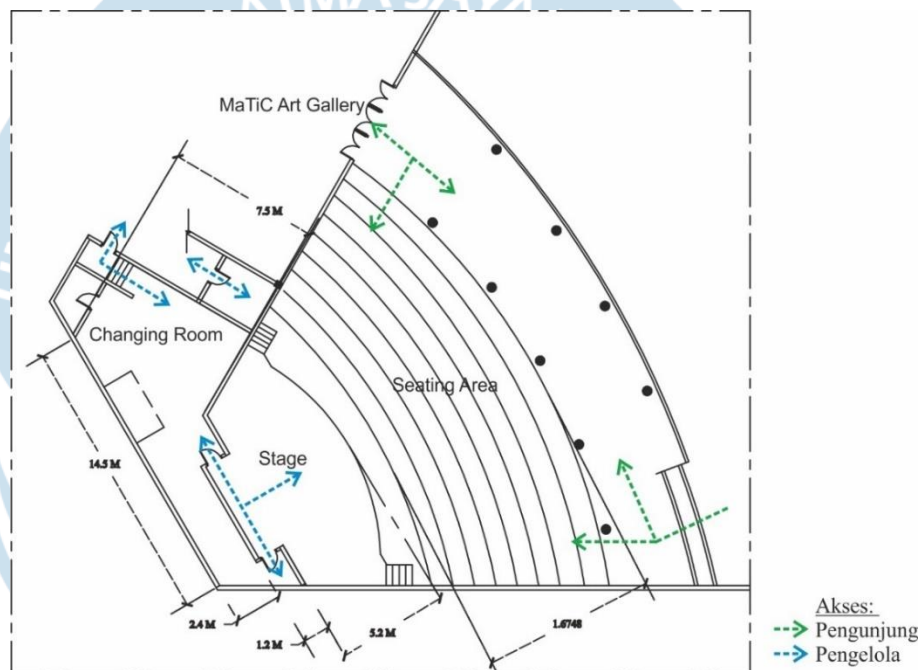 MaTiC Art Gallery
7.5 M
Changing Room
Seating Area
14.5 M
Stage
2.4 M
1.2 M
5.2 M
1.6748
Akses:
Pengunjung
Pengelola